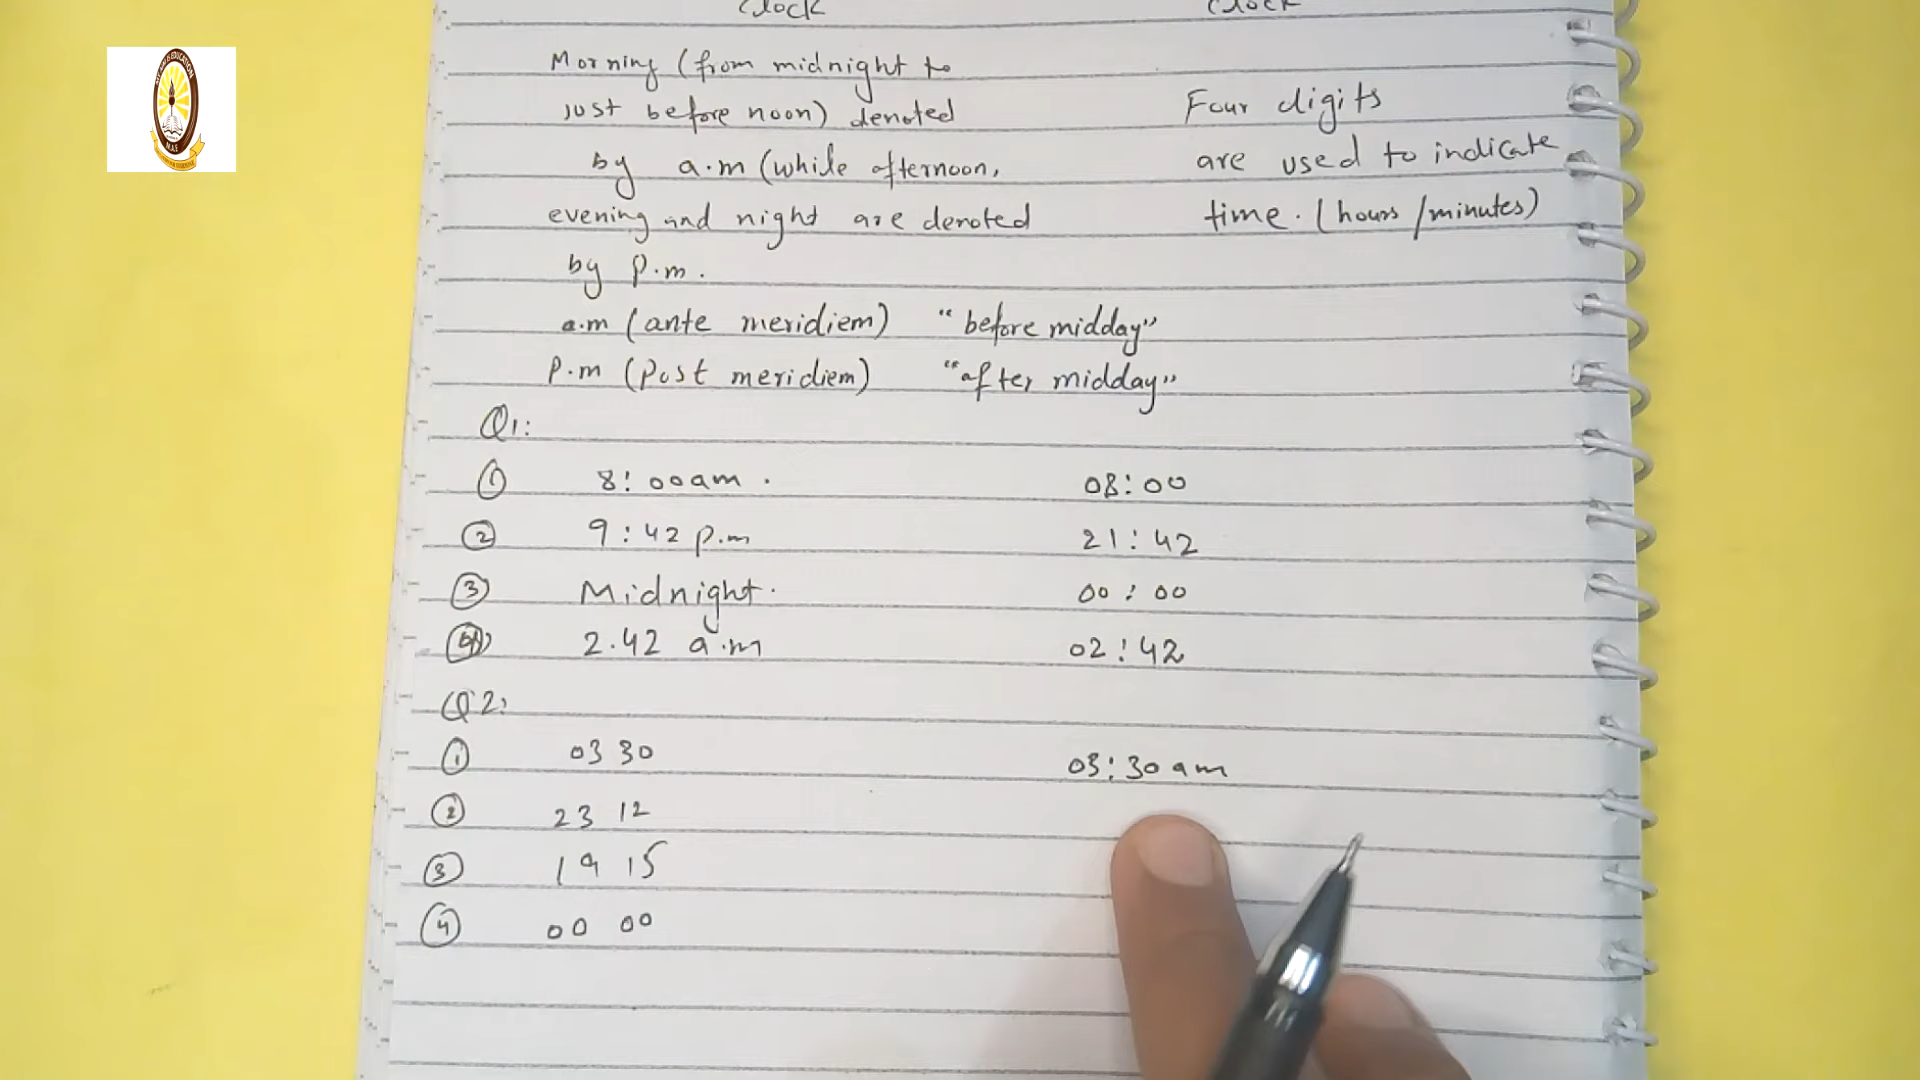 clock clock
Morning (from midnight to
just before noon) denoted
by a.m (while afternoon,
evening and night are denoted
by p.m.
Four digits
are used to indicate
time. (hours/minutes)
a.m (ante meridiem) "before midday"
P.m (Post meridiem) "after midday"
Q1:
① 8:00am. 08:00
② 9:42 p.m 21:42
③ Midnight. 00:00
④ 2.42 a.m 02:42
Q2:
① 03 30 03:30 am
② 23 12
③ 19 15
④ 00 00